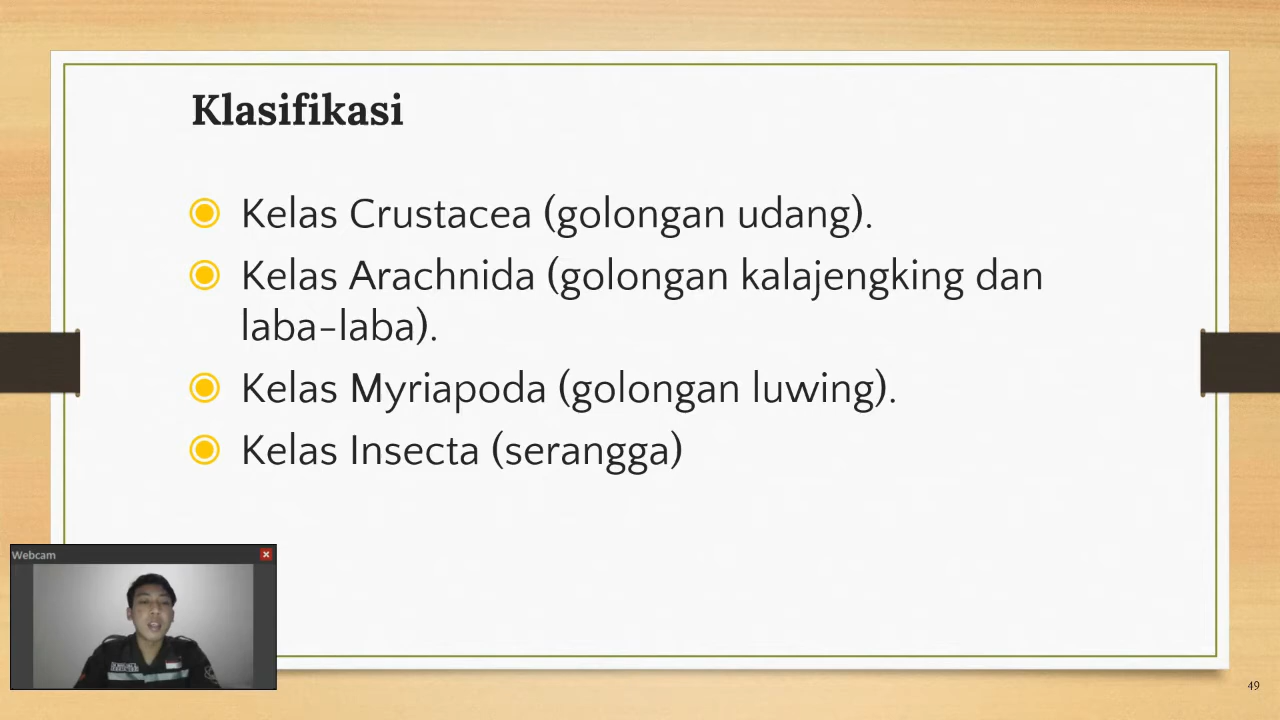 Klasifikasi
Kelas Crustacea (golongan udang).
Kelas Arachnida (golongan kalajengking dan
laba-laba).
Kelas Myriapoda (golongan luwing).
Kelas Insecta (serangga)
Webcam
49